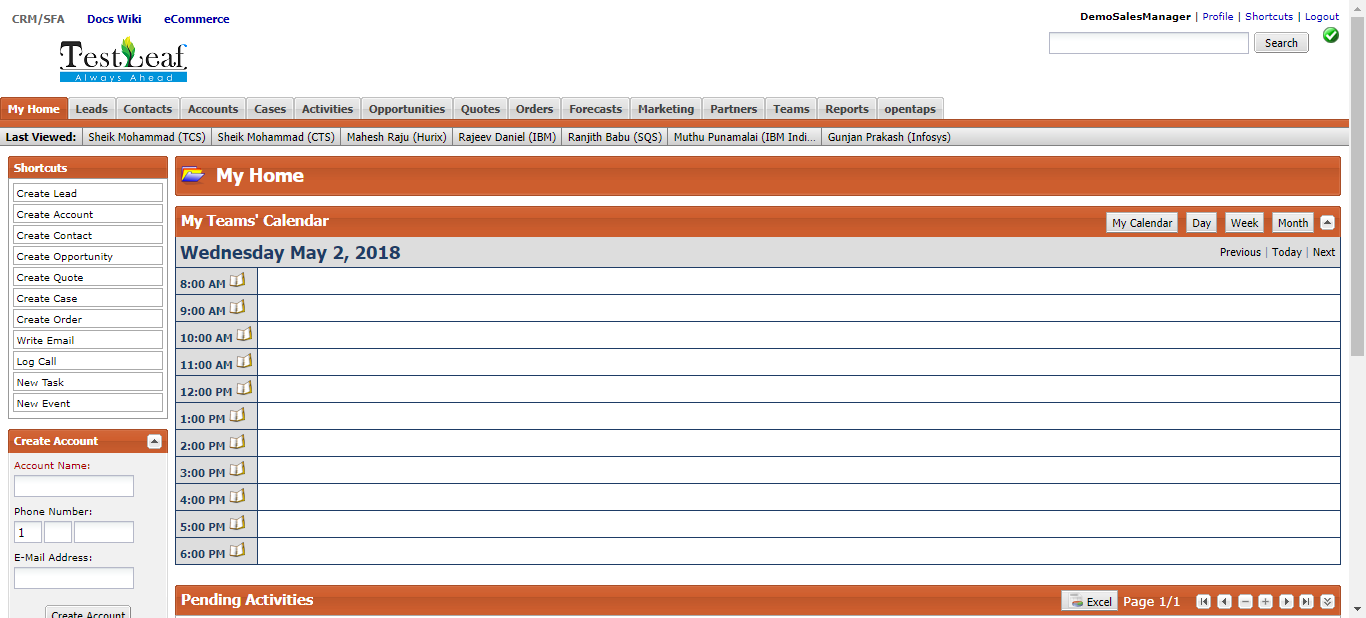 CRM/SFA Docs Wiki eCommerce
DemoSalesManager | Profile | Shortcuts | Logout
Search
TestLeaf
Always Ahead
My Home Leads Contacts Accounts Cases Activities Opportunities Quotes Orders Forecasts Marketing Partners Teams Reports opentaps
Last Viewed: Sheik Mohammad (TCS) Sheik Mohammad (CTS) Mahesh Raju (Hurix) Rajeev Daniel (IBM) Ranjith Babu (SQS) Muthu Punamalai (IBM Indi... Gunjan Prakash (Infosys)
Shortcuts
Create Lead
Create Account
Create Contact
Create Opportunity
Create Quote
Create Case
Create Order
Write Email
Log Call
New Task
New Event
Create Account
Account Name:
Phone Number:
1
E-Mail Address:
Create Account
My Home
My Teams' Calendar
My Calendar Day Week Month
Wednesday May 2, 2018
Previous | Today | Next
8:00 AM
9:00 AM
10:00 AM
11:00 AM
12:00 PM
1:00 PM
2:00 PM
3:00 PM
4:00 PM
5:00 PM
6:00 PM
Pending Activities
Excel Page 1/1